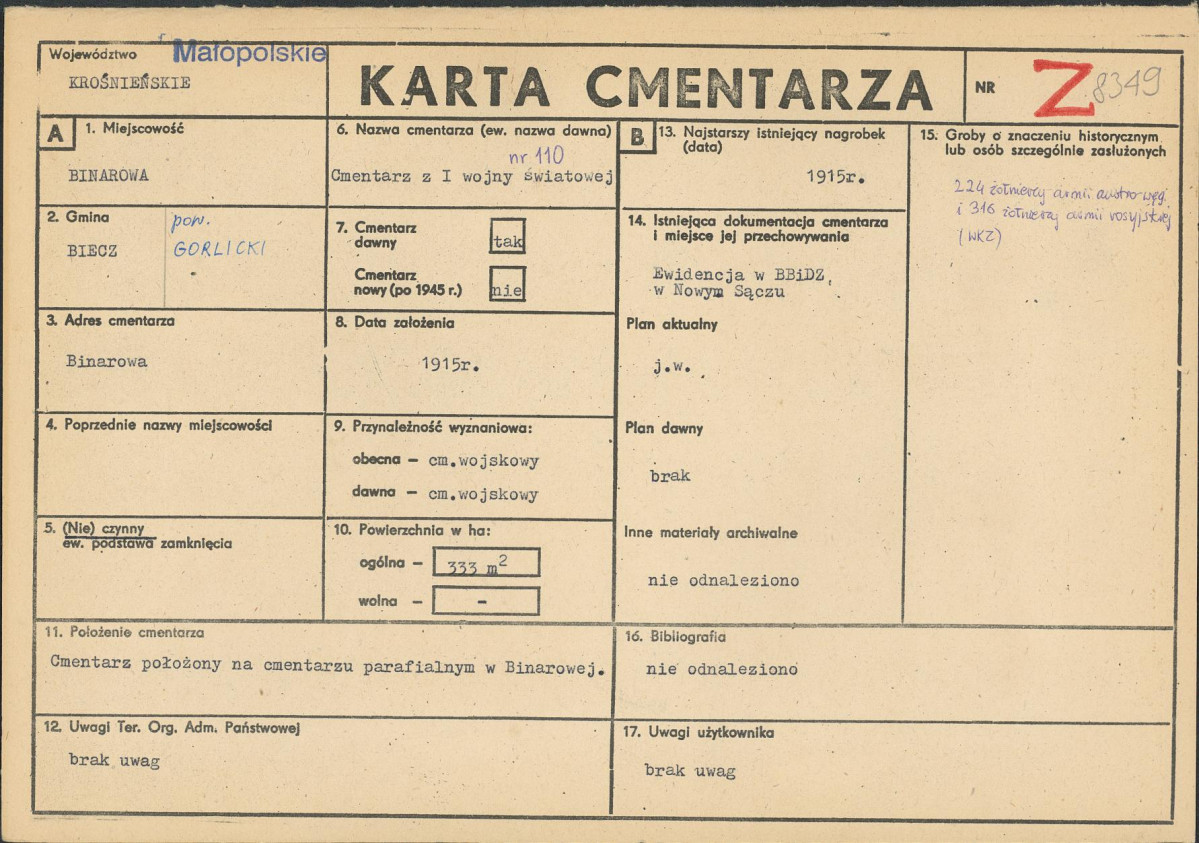 Województwo
Małopolskie
KROŚNIEŃSKIE
KARTA CMENTARZA
NR
Z 8349
A
1. Miejscowość
BINAROWA
2. Gmina
BIECZ
pow.
GORLICKI
3. Adres cmentarza
Binarowa
4. Poprzednie nazwy miejscowości
5. (Nie) czynny
ew. podstawa zamknięcia
6. Nazwa cmentarza (ew. nazwa dawna)
nr 110
Cmentarz z I wojny światowej
7. Cmentarz
dawny
tak
Cmentarz
nowy (po 1945 r.)
nie
8. Data założenia
1915r.
9. Przynależność wyznaniowa:
obecna – cm.wojskowy
dawna – cm.wojskowy
10. Powierzchnia w ha:
ogólna – 333 m²
wolna – -
11. Położenie cmentarza
Cmentarz położony na cmentarzu parafialnym w Binarowej.
12. Uwagi Ter. Org. Adm. Państwowej
brak uwag
B
13. Najstarszy istniejący nagrobek
(data)
1915r.
14. Istniejąca dokumentacja cmentarza
i miejsce jej przechowywania
Ewidencja w BBiDZ,
w Nowym Sączu
Plan aktualny
j.w.
Plan dawny
brak
Inne materiały archiwalne
nie odnaleziono
15. Groby o znaczeniu historycznym
lub osób szczególnie zasłużonych
224 żołnierzy armii austro-węg.
i 316 żołnierzy armii rosyjskiej
(WKZ)
16. Bibliografia
nie odnaleziono
17. Uwagi użytkownika
brak uwag